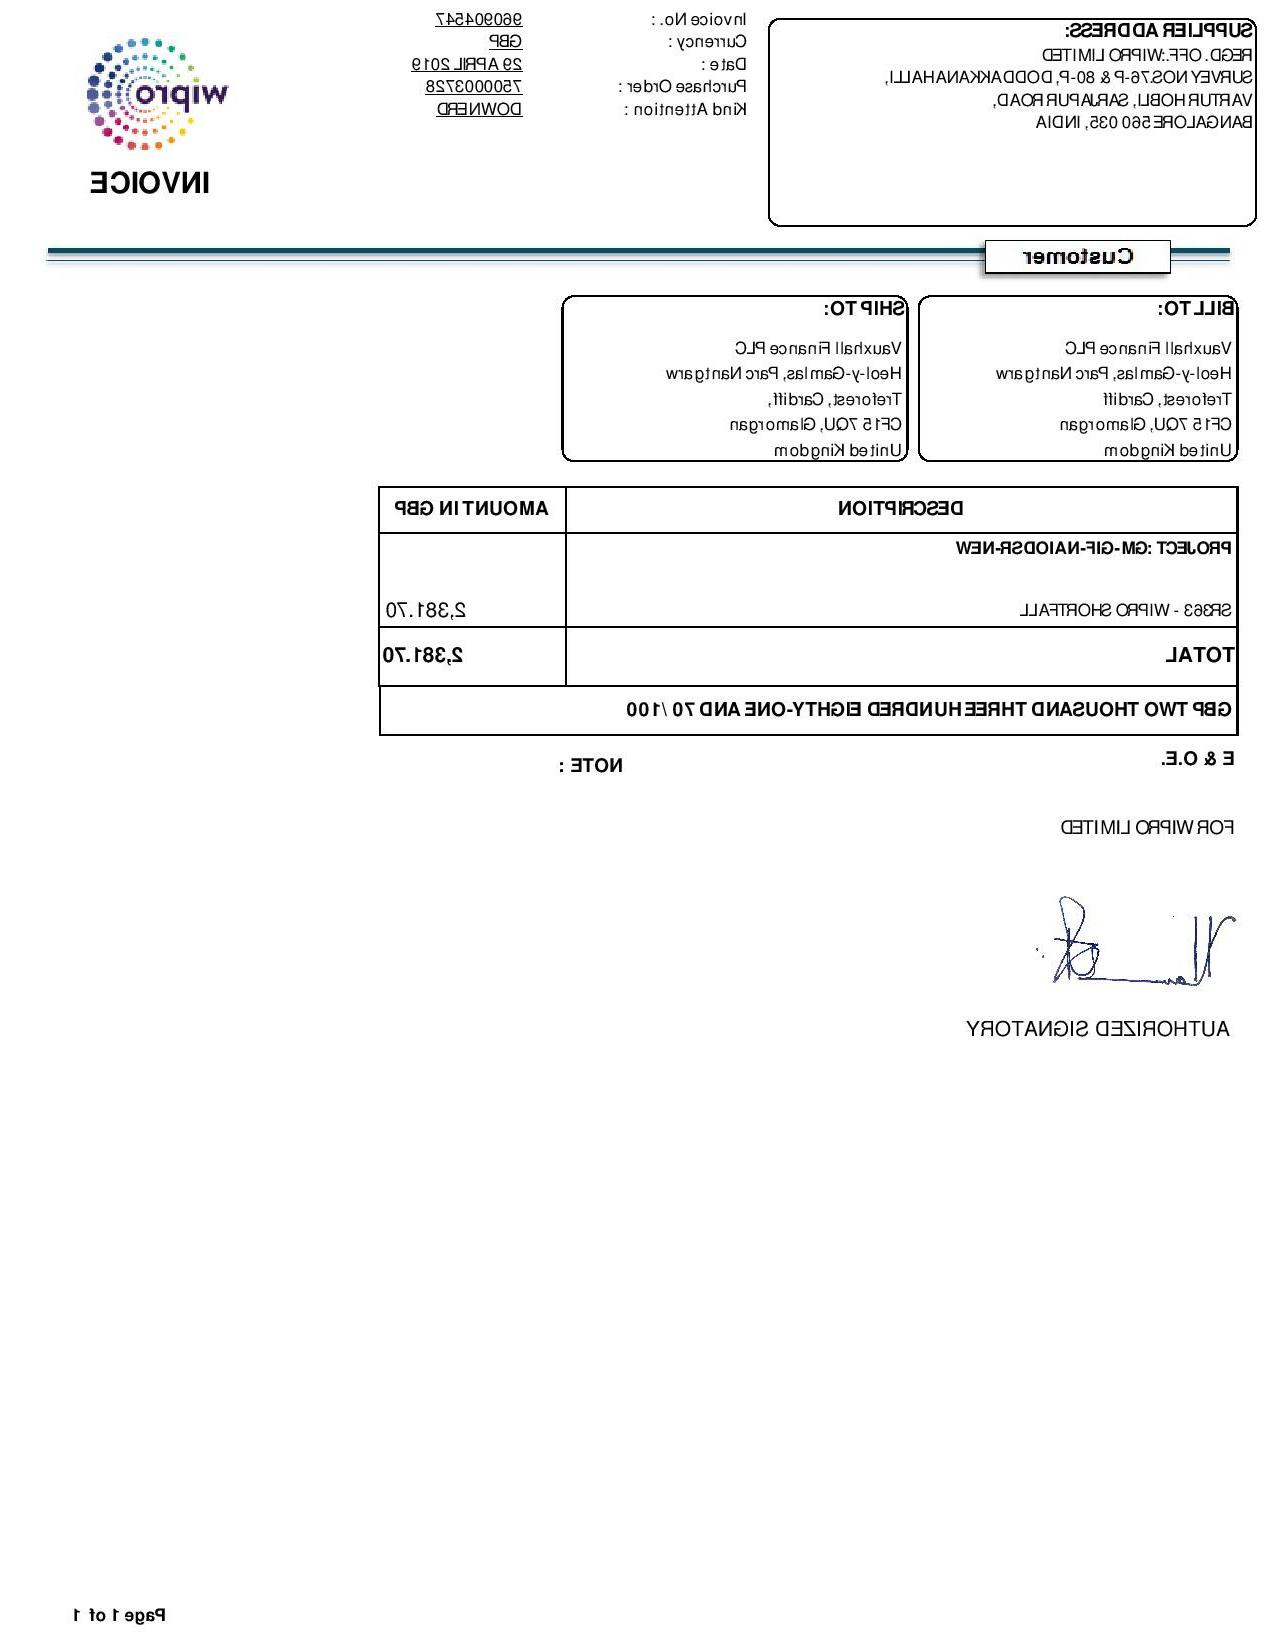 SUPPLIER ADDRESS:
REGD. OFF.:WIPRO LIMITED
SURVEY NOS76-P & 80-P, DODDAKKANAHALLI,
VARTUR HOBLI, SARJAPUR ROAD,
BANGALORE 560 035, INDIA
Invoice No. : 960904547
Currency : GBP
Date : 29 APRIL 2019
Purchase Order : 7500003728
Kind Attention : DOWNERD
wipro
INVOICE
Customer
BILL TO:
Vauxhall Finance PLC
Heol-y-Gamlas, Parc Nantgarw
Treforest, Cardiff
CF15 7QU, Glamorgan
United Kingdom
SHIP TO:
Vauxhall Finance PLC
Heol-y-Gamlas, Parc Nantgarw
Treforest, Cardiff,
CF15 7QU, Glamorgan
United Kingdom
DESCRIPTION AMOUNT IN GBP
PROJECT :GM-GIF-NAIODSR-NEW
SR363 - WIPRO SHORTFALL 2,381.70
TOTAL 2,381.70
GBP TWO THOUSAND THREE HUNDRED EIGHTY-ONE AND 70 /100
E & O.E. NOTE :
FOR WIPRO LIMITED
AUTHORIZED SIGNATORY
Page 1 of 1